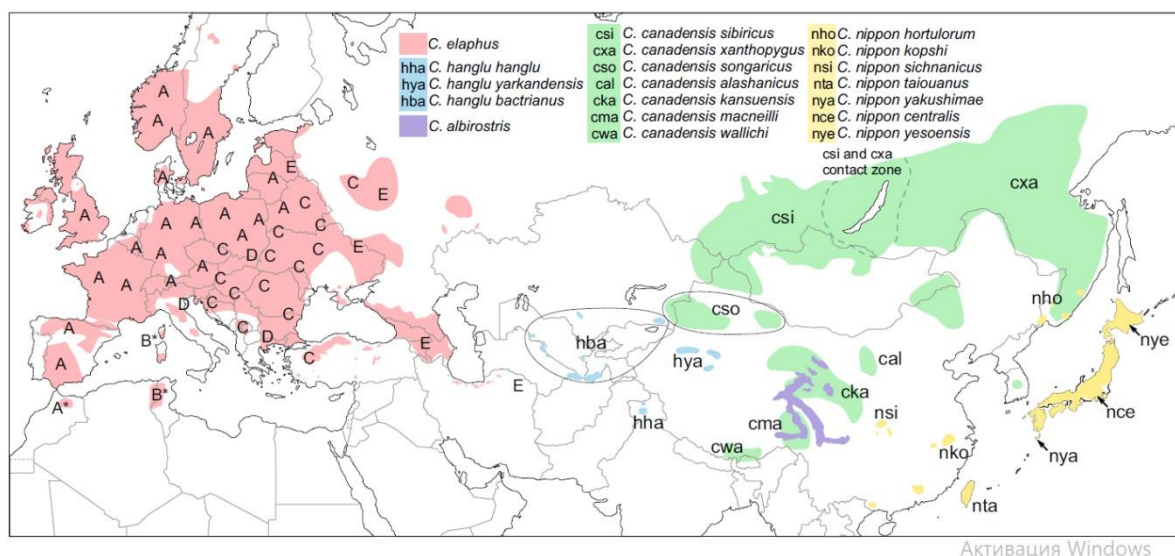 C. elaphus
hha C. hanglu hanglu
hya C. hanglu yarkandensis
hba C. hanglu bactrianus
C. albirostris
csi C. canadensis sibiricus
cxa C. canadensis xanthopygus
cso C. canadensis songaricus
cal C. canadensis alashanicus
cka C. canadensis kansuensis
cma C. canadensis macneilli
cwa C. canadensis wallichi
nho C. nippon hortulorum
nko C. nippon kopshi
nsi C. nippon sichnanicus
nta C. nippon taiouanus
nya C. nippon yakushimae
nce C. nippon centralis
nye C. nippon yesoensis
csi and cxa
contact zone
A
A A
A A E C E
A A C
A A A A C
A A A C C E
A A A C D C C
A A A C C
D C C C
A B* C D C E
A C E
A* B*
csi
cxa
cso
hba
hya
hha
cal
cka
cma
cwa
nsi
nko
nho
nye
nce
nya
nta
Активация Windows